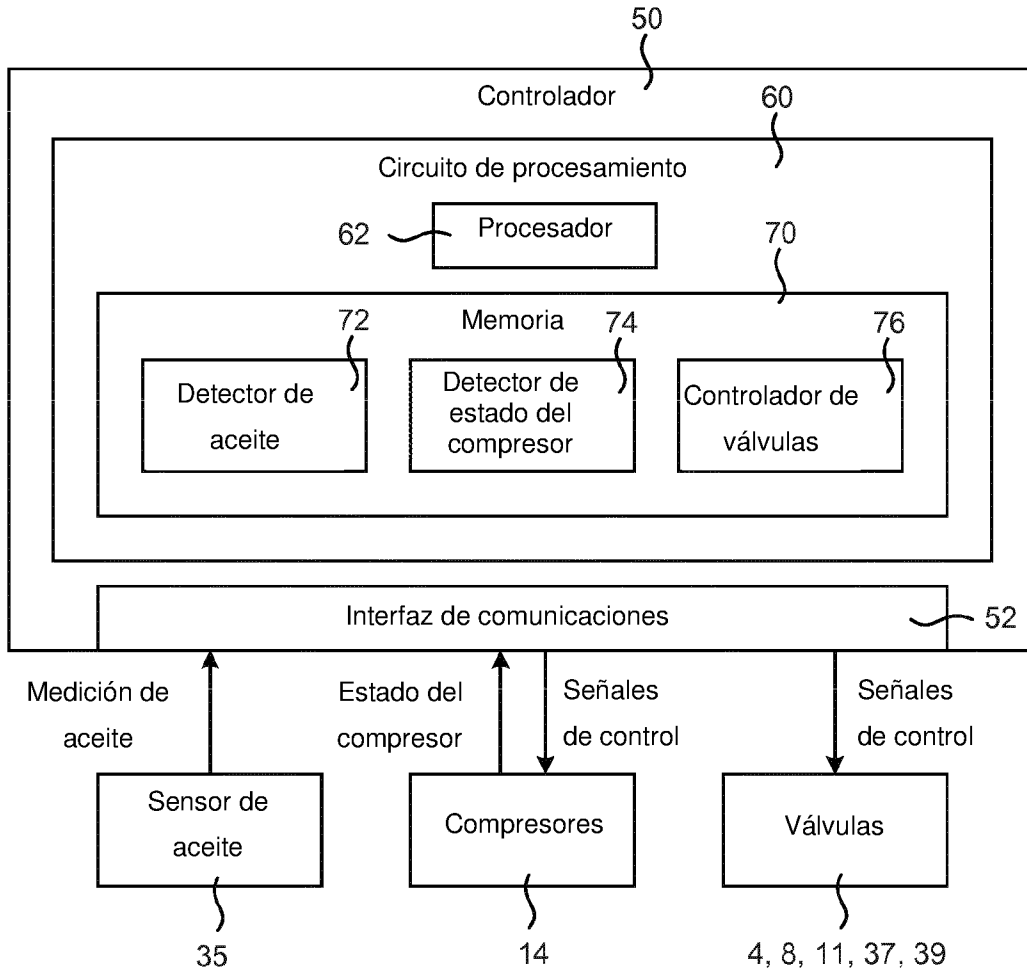 50
Controlador
60
Circuito de procesamiento
62
Procesador
70
Memoria
72
74
76
Detector de
aceite
Detector de
estado del
compresor
Controlador de
válvulas
Interfaz de comunicaciones
52
Medición de
aceite
Estado del
compresor
Señales
de control
Señales
de control
Sensor de
aceite
Compresores
Válvulas
35
14
4, 8, 11, 37, 39